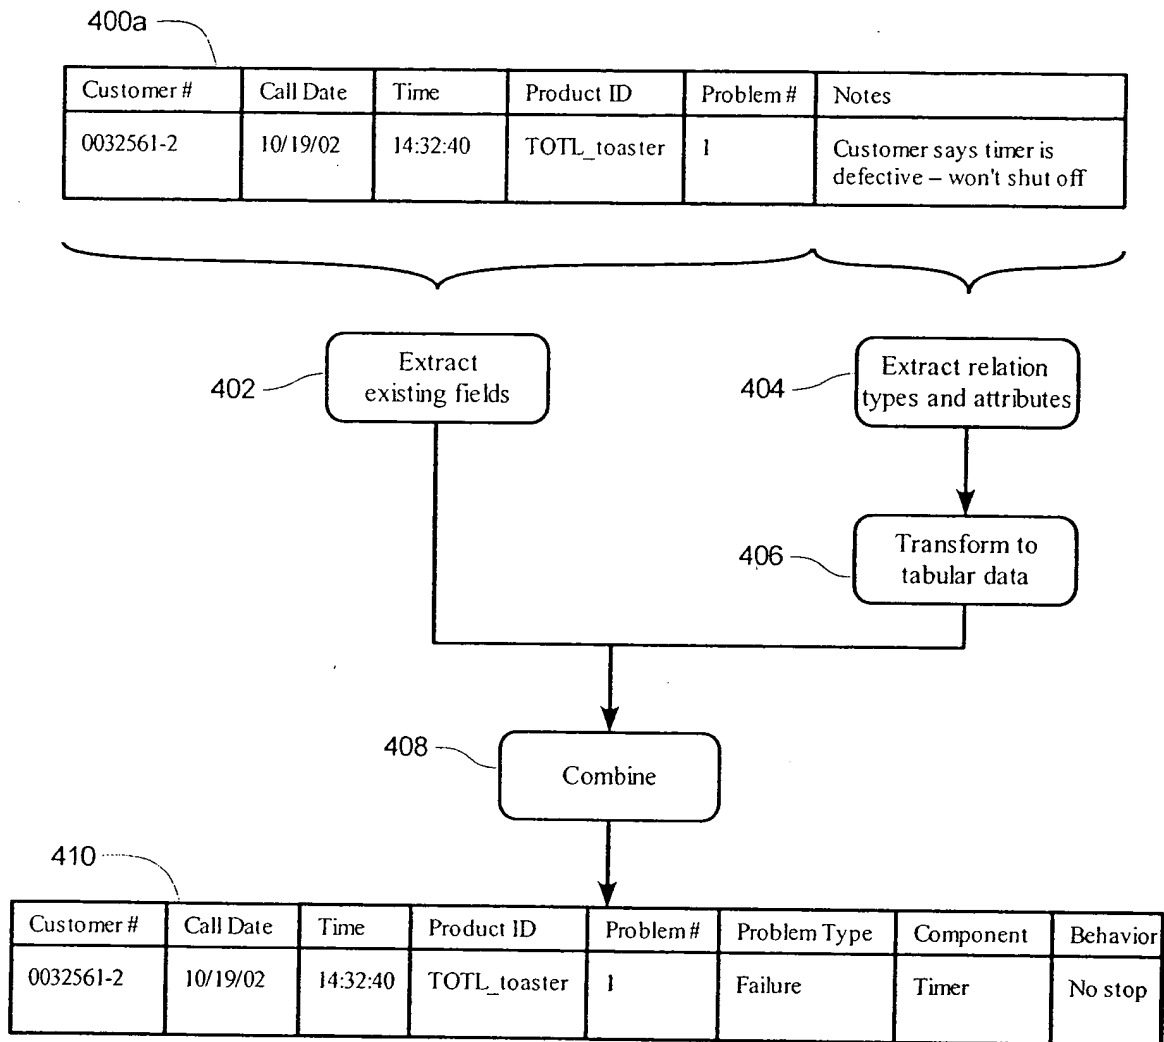 400a
Customer # Call Date Time Product ID Problem # Notes
0032561-2 10/19/02 14:32:40 TOTL_toaster 1 Customer says timer is
defective – won't shut off
Extract
existing fields
402
Extract relation
types and attributes
404
Transform to
tabular data
406
408
Combine
410
Customer # Call Date Time Product ID Problem # Problem Type Component Behavior
0032561-2 10/19/02 14:32:40 TOTL_toaster 1 Failure Timer No stop